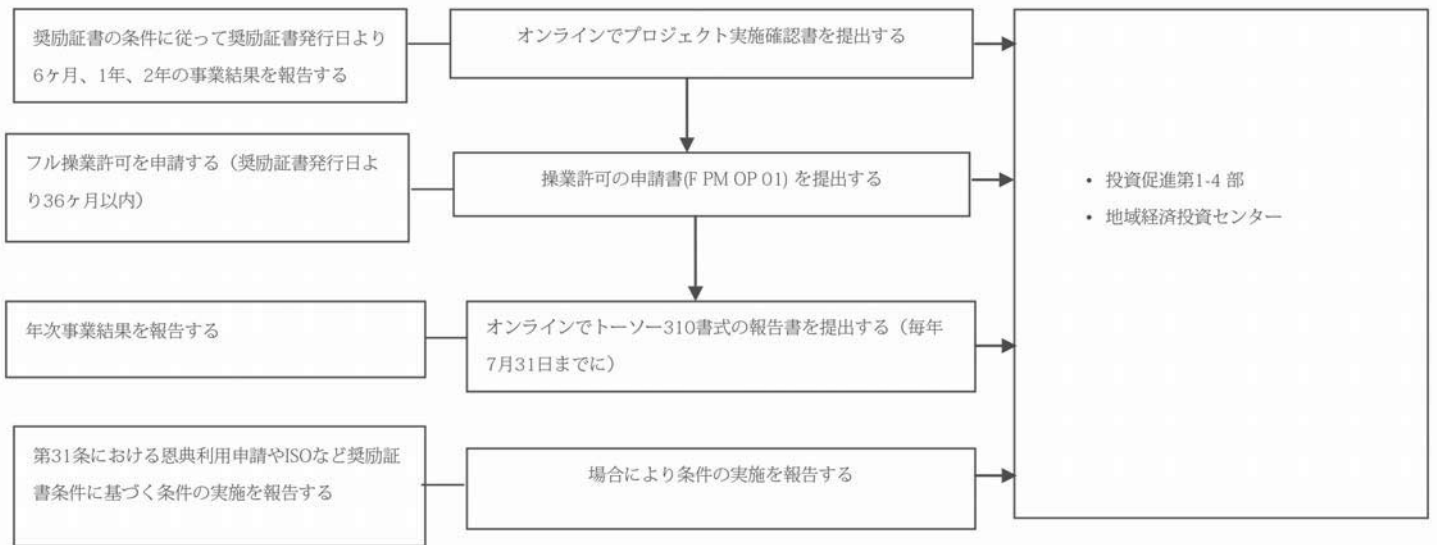 奨励証書の条件に従って奨励証書発行日より
6ヶ月、1年、2年の事業結果を報告する
オンラインでプロジェクト実施確認書を提出する
フル操業許可を申請する（奨励証書発行日よ
り36ヶ月以内）
操業許可の申請書(F PM OP 01) を提出する
• 投資促進第1-4 部
• 地域経済投資センター
年次事業結果を報告する
オンラインでトーソー310書式の報告書を提出する（毎年
7月31日までに）
第31条における恩典利用申請やISOなど奨励証
書条件に基づく条件の実施を報告する
場合により条件の実施を報告する